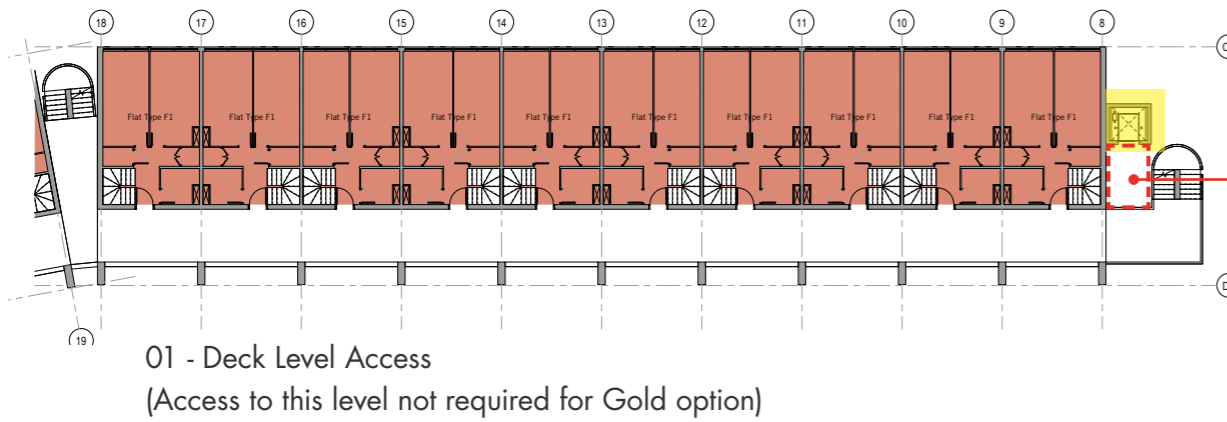 18 17 16 15 14 13 12 11 10 9 8
Flat Type F1 Flat Type F1 Flat Type F1 Flat Type F1 Flat Type F1 Flat Type F1 Flat Type F1 Flat Type F1 Flat Type F1 Flat Type F1
D
19
01 - Deck Level Access
(Access to this level not required for Gold option)